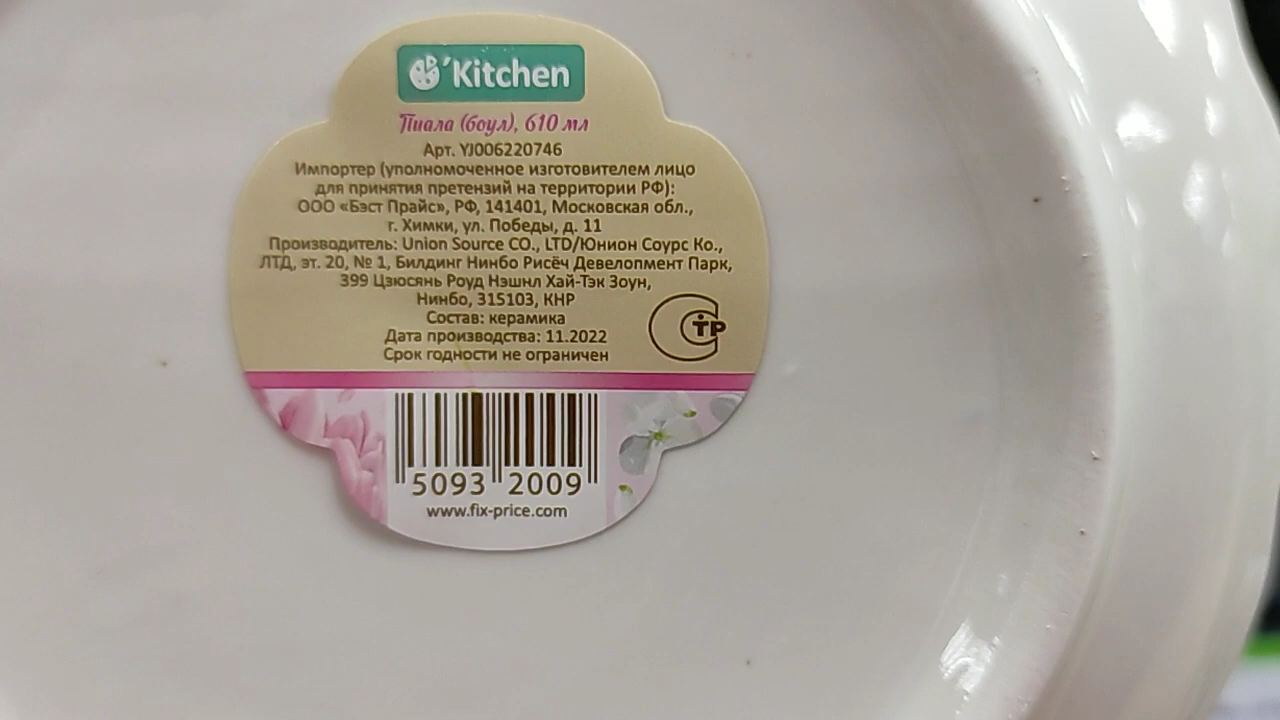 'Kitchen
Пиала (боул), 610 мл
Арт. YJ006220746
Импортер (уполномоченное изготовителем лицо
для принятия претензий на территории РФ):
ООО «Бэст Прайс», РФ, 141401, Московская обл.,
г. Химки, ул. Победы, д. 11
Производитель: Union Source CO., LTD/Юнион Соурс Ко.,
ЛТД, эт. 20, № 1, Билдинг Нинбо Рисёч Девелопмент Парк,
399 Цзюсянь Роуд Нэшнл Хай-Тэк Зоун,
Нинбо, 315103, КНР
Состав: керамика
Дата производства: 11.2022
Срок годности не ограничен
СТР
5093 2009
www.fix-price.com